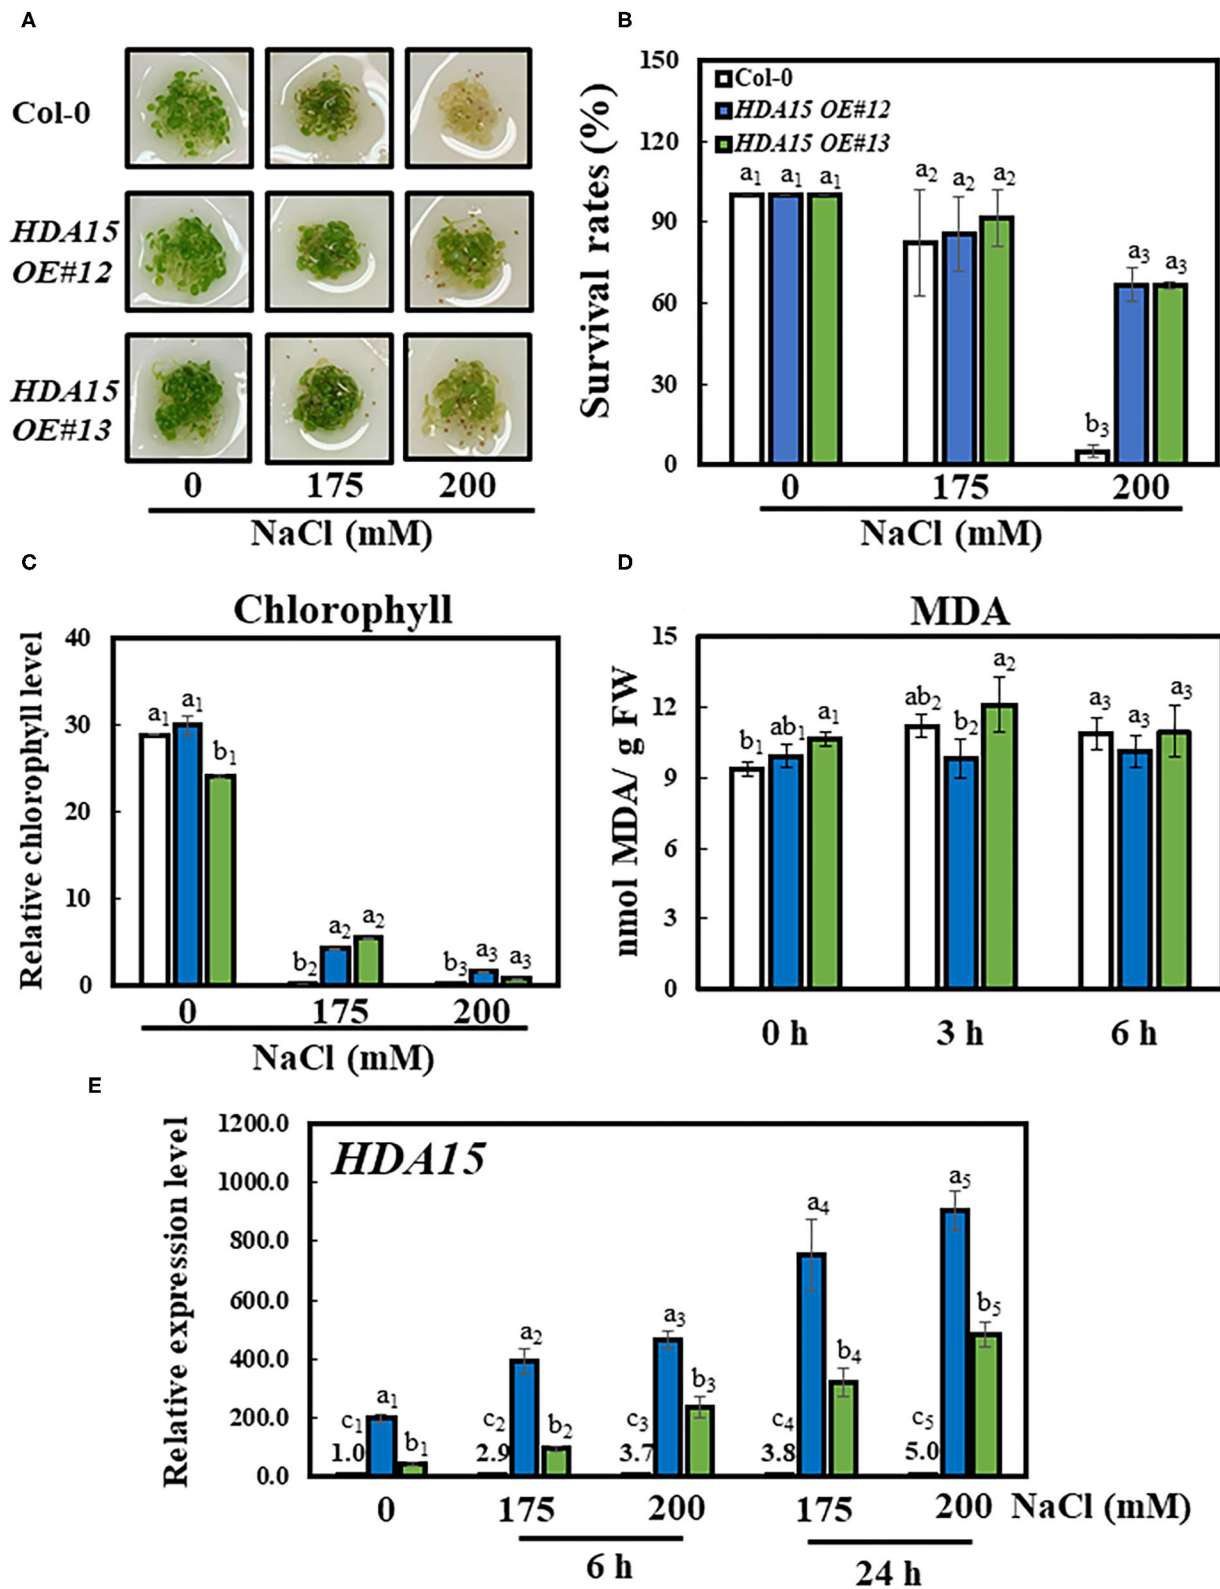 A
Col-0
HDA15
OE#12
HDA15
OE#13
0 175 200
NaCl (mM)
B
Survival rates (%)
150
120
90
60
30
0
Col-0
HDA15 OE#12
HDA15 OE#13
a1 a1 a1
a2 a2 a2
b3 a3 a3
0 175 200
NaCl (mM)
C
Chlorophyll
Relative chlorophyll level
40
30
20
10
0
a1 a1 b1
b2 a2 a2
b3 a3 a3
0 175 200
NaCl (mM)
D
MDA
nmol MDA/ g FW
15
12
9
6
3
0
b1 ab1 a1
ab2 b2 a2
a3 a3 a3
0 h 3 h 6 h
E
HDA15
Relative expression level
1200.0
1000.0
800.0
600.0
400.0
200.0
0.0
c1 a1 b1
1.0
c2 a2 b2
2.9
c3 a3 b3
3.7
c4 a4 b4
3.8
c5 a5 b5
5.0
0 175 200 175 200 NaCl (mM)
6 h 24 h